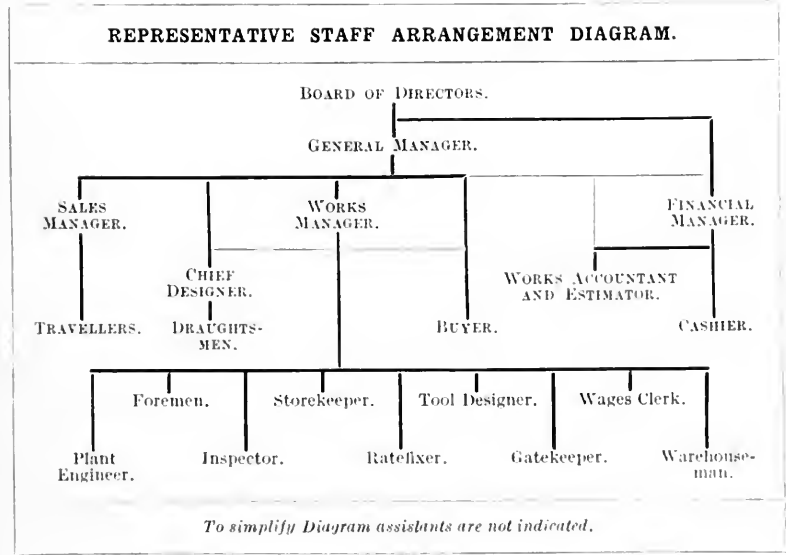 REPRESENTATIVE STAFF ARRANGEMENT DIAGRAM.
BOARD OF DIRECTORS.
GENERAL MANAGER.
SALES
MANAGER.
WORKS
MANAGER.
FINANCIAL
MANAGER.
CHIEF
DESIGNER.
WORKS ACCOUNTANT
AND ESTIMATOR.
TRAVELLERS.
DRAUGHTS-
MEN.
BUYER.
CASHIER.
Foremen.
Storekeeper.
Tool Designer.
Wages Clerk.
Plant
Engineer.
Inspector.
Ratefixer.
Gatekeeper.
Warehouse-
man.
To simplify Diagram assistants are not indicated.